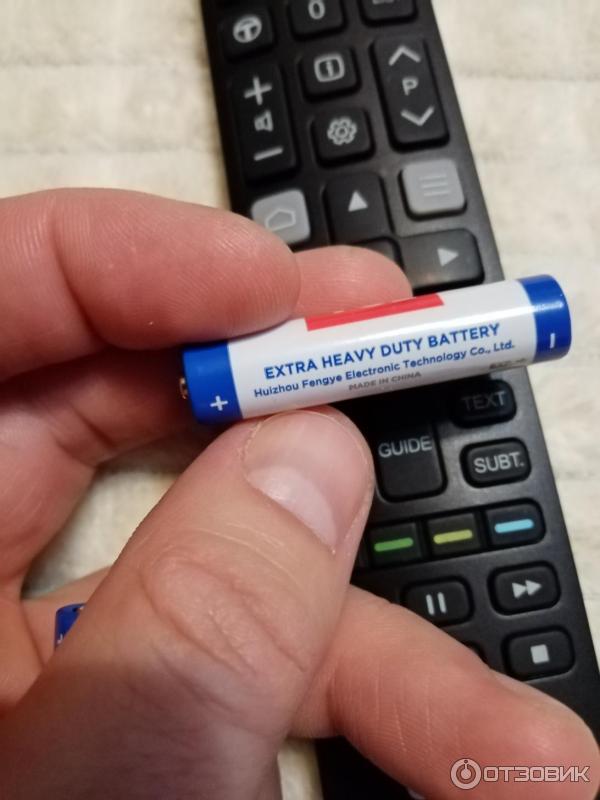 0
P
EXTRA HEAVY DUTY BATTERY
Huizhou Fengye Electronic Technology Co., Ltd.
MADE IN CHINA
+
−
TEXT
GUIDE
SUBT.
ОТЗОВИК